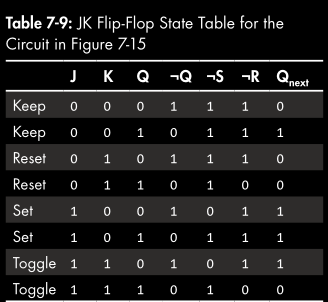 Table 7-9: JK Flip-Flop State Table for the
Circuit in Figure 7-15
J K Q ¬Q ¬S ¬R Qnext
Keep 0 0 0 1 1 1 0
Keep 0 0 1 0 1 1 1
Reset 0 1 0 1 1 1 0
Reset 0 1 1 0 1 0 0
Set 1 0 0 1 0 1 1
Set 1 0 1 0 1 1 1
Toggle 1 1 0 1 0 1 1
Toggle 1 1 1 0 1 0 0